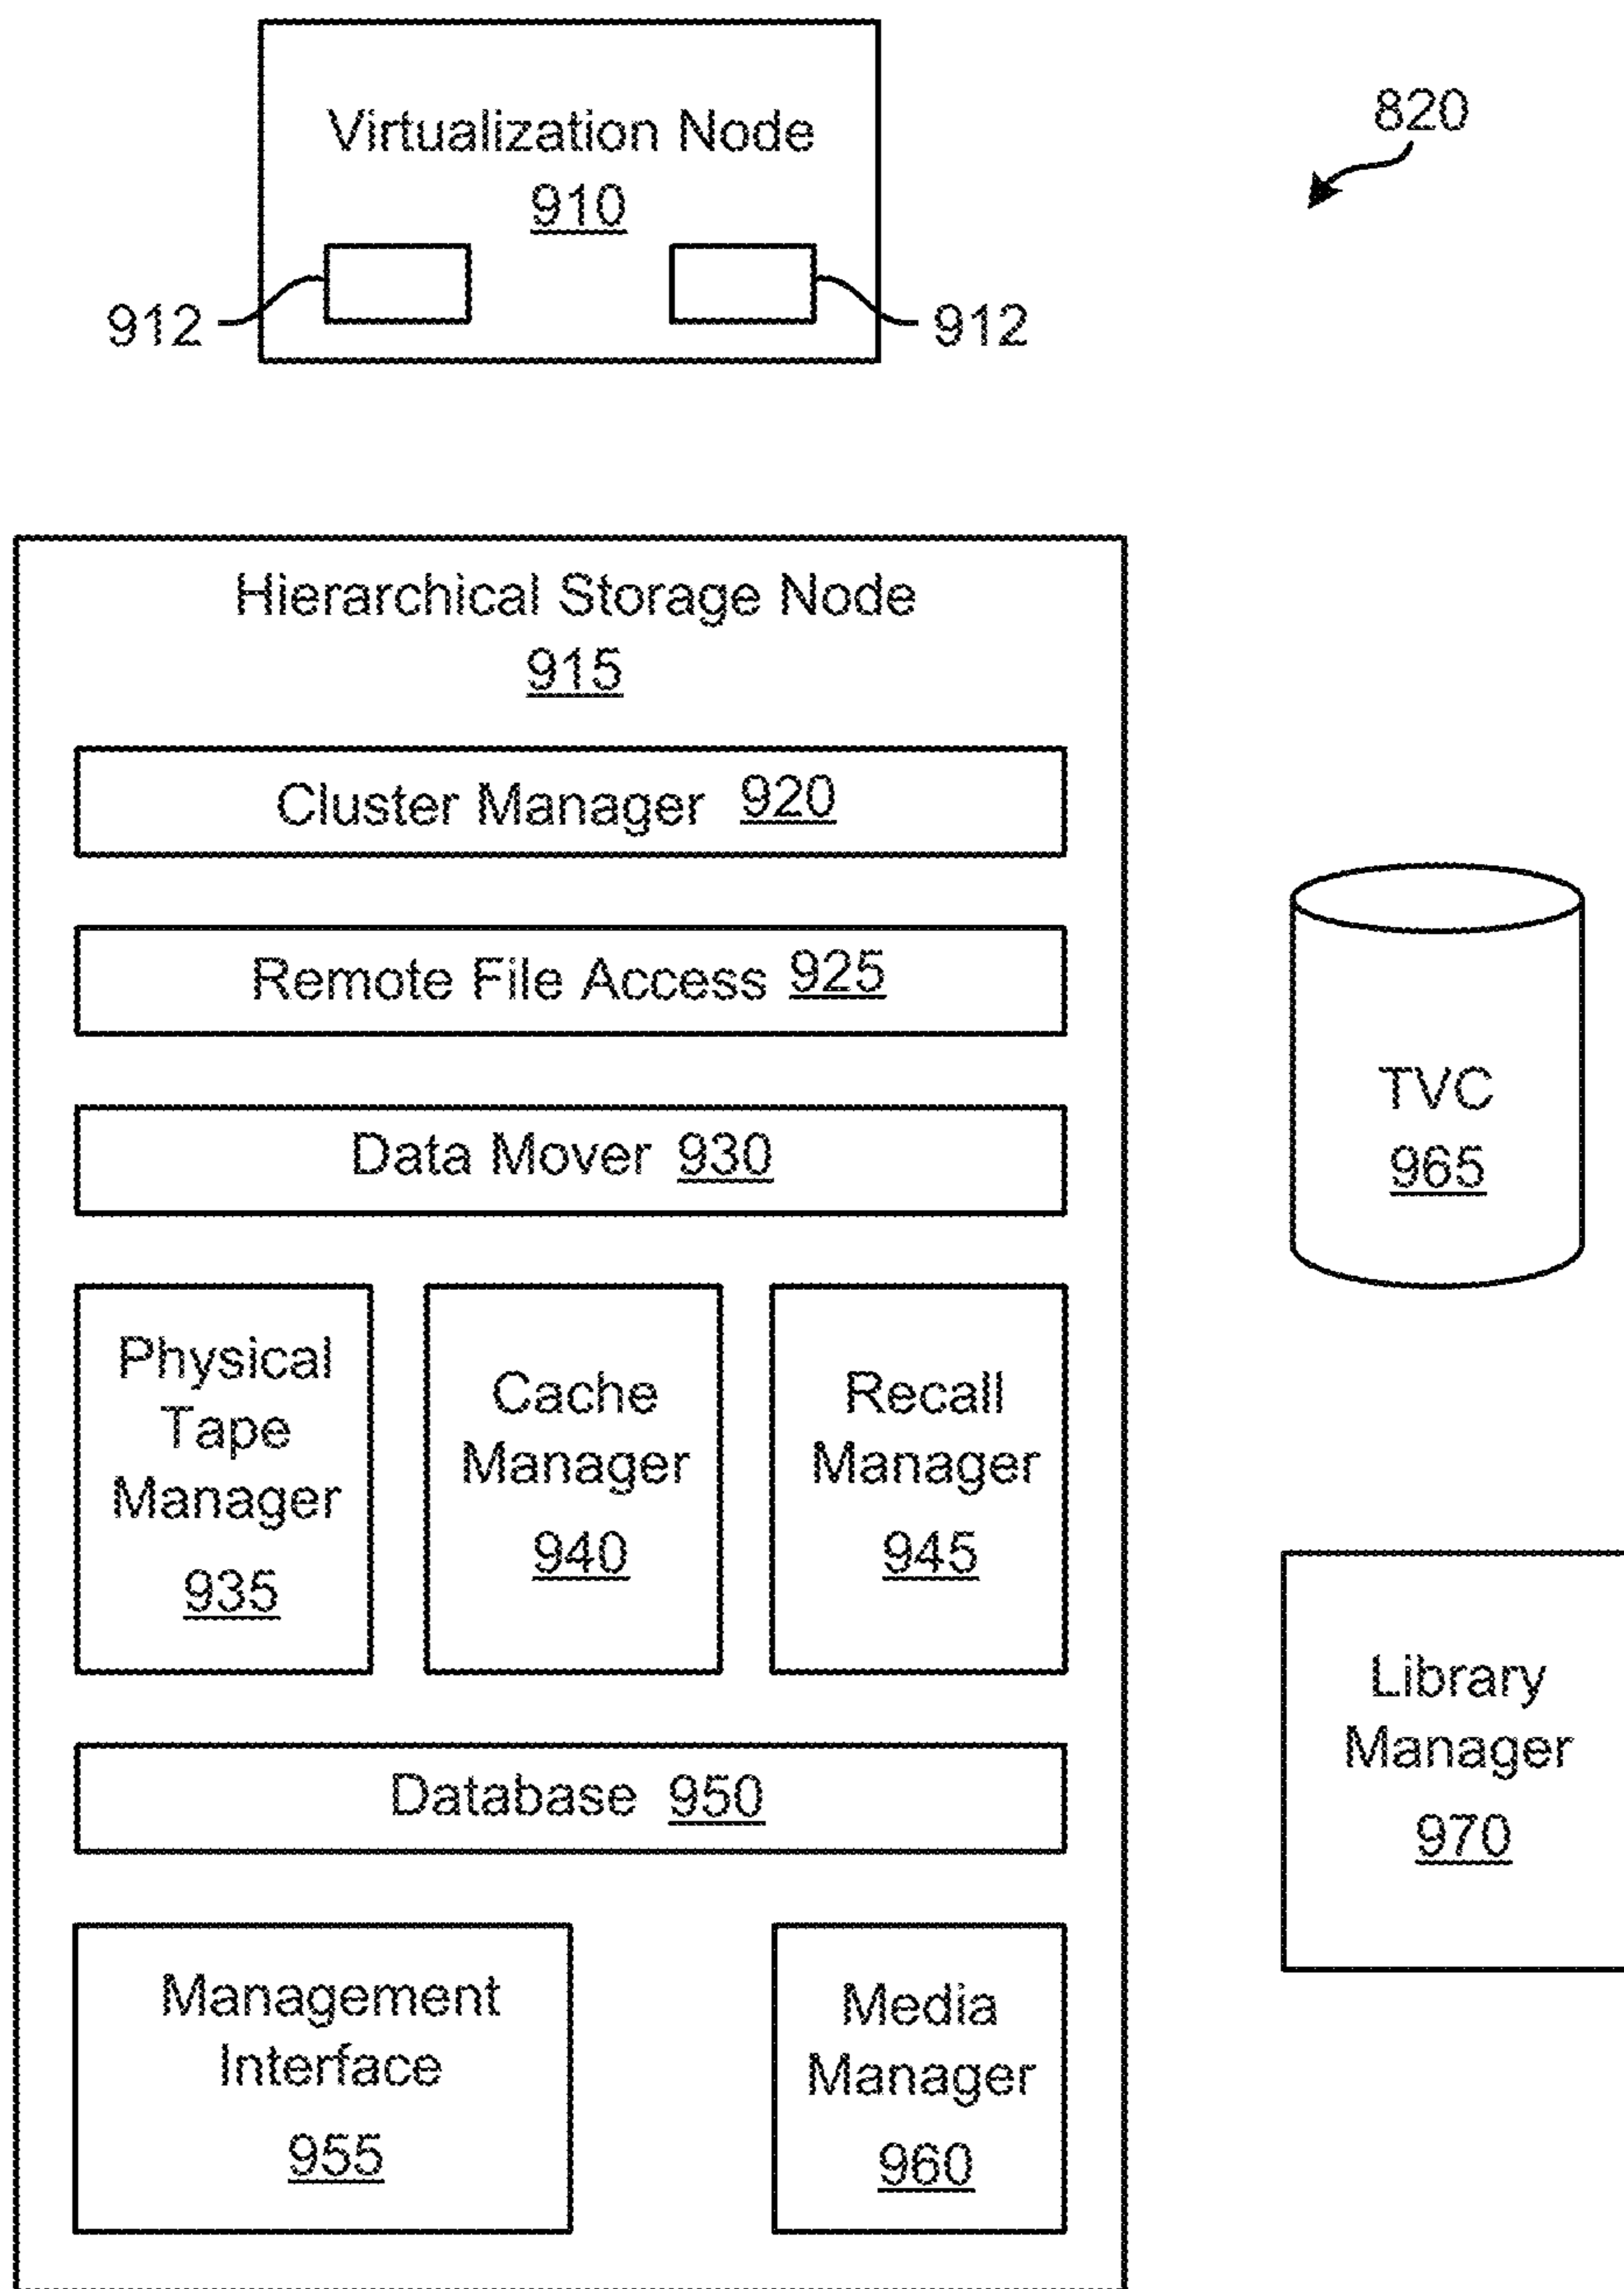 Virtualization Node
910
820
912
912
Hierarchical Storage Node
915
Cluster Manager 920
Remote File Access 925
Data Mover 930
Physical
Tape
Manager
935
Cache
Manager
940
Recall
Manager
945
Database 950
Management
Interface
955
Media
Manager
960
TVC
965
Library
Manager
970